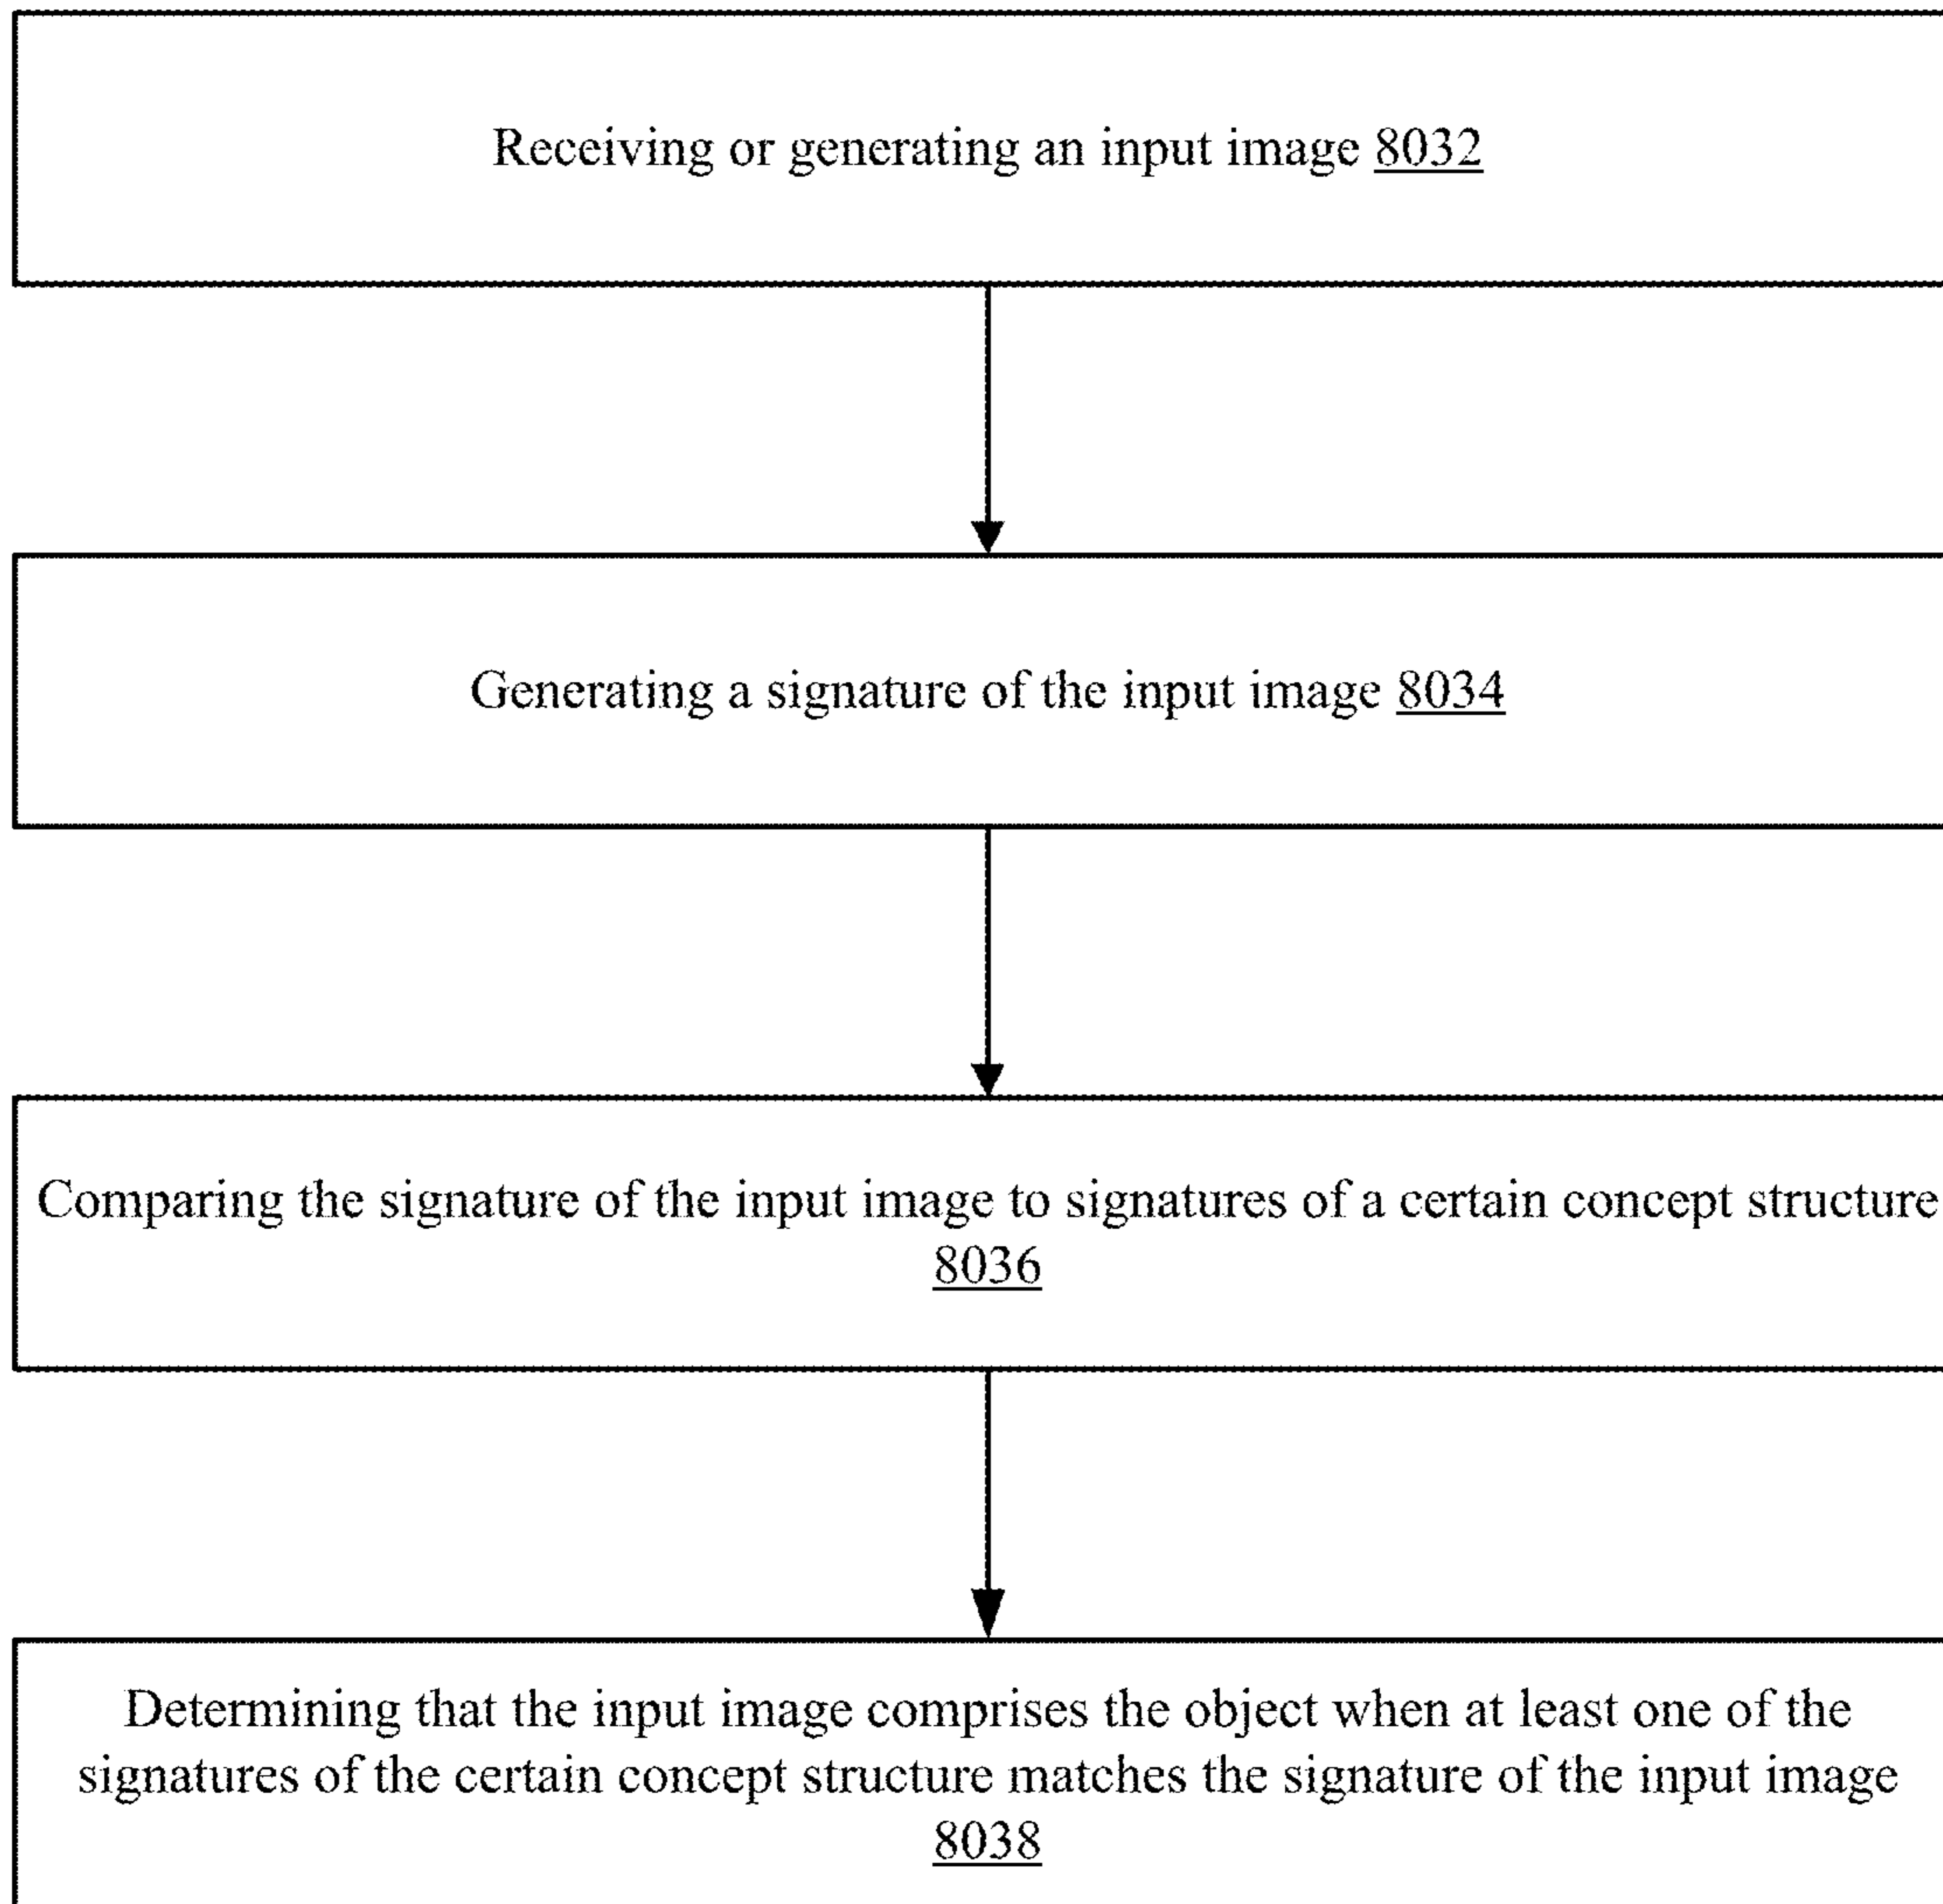 Receiving or generating an input image 8032
Generating a signature of the input image 8034
Comparing the signature of the input image to signatures of a certain concept structure
8036
Determining that the input image comprises the object when at least one of the
signatures of the certain concept structure matches the signature of the input image
8038